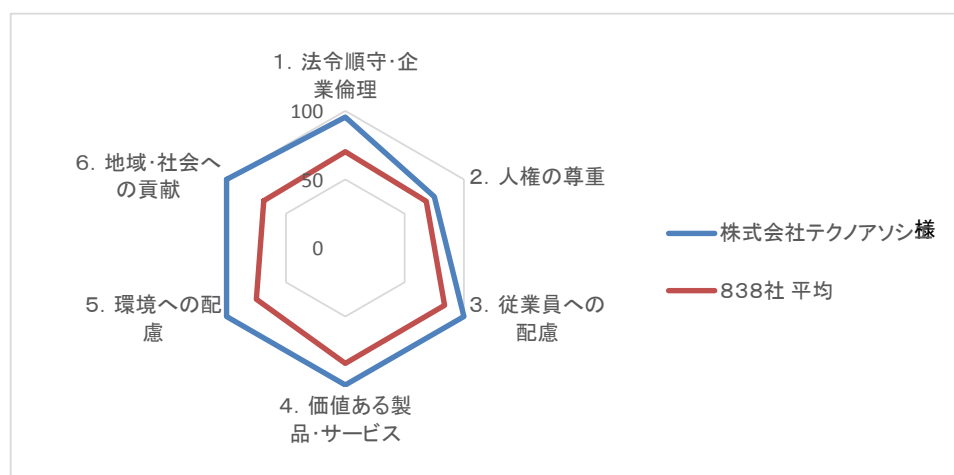 1. 法令順守・企
業倫理
100
6. 地域・社会へ
の貢献
50
2. 人権の尊重
0
株式会社テクノアソシエ様
838社 平均
5. 環境への配
慮
3. 従業員への
配慮
4. 価値ある製
品・サービス